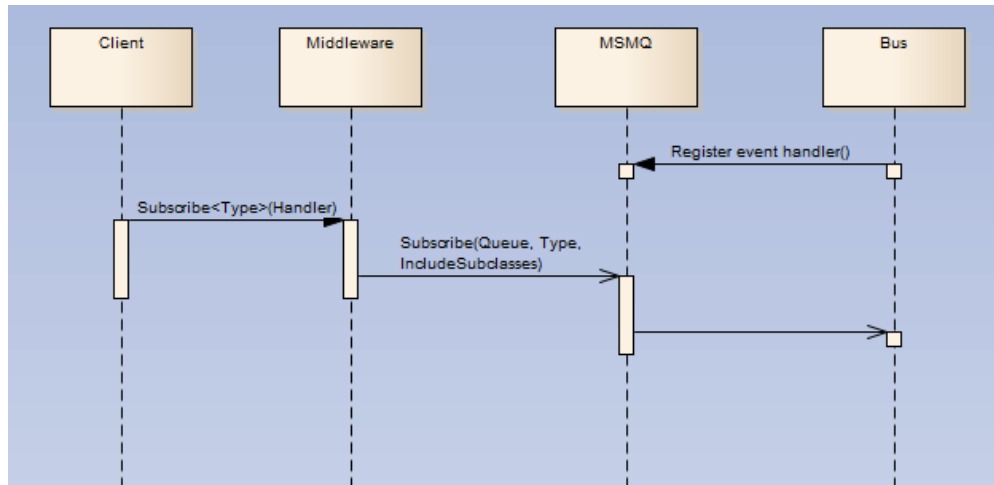 Client
Middleware
MSMQ
Bus
Register event handler()
Subscribe<Type>(Handler)
Subscribe(Queue, Type,
IncludeSubclasses)